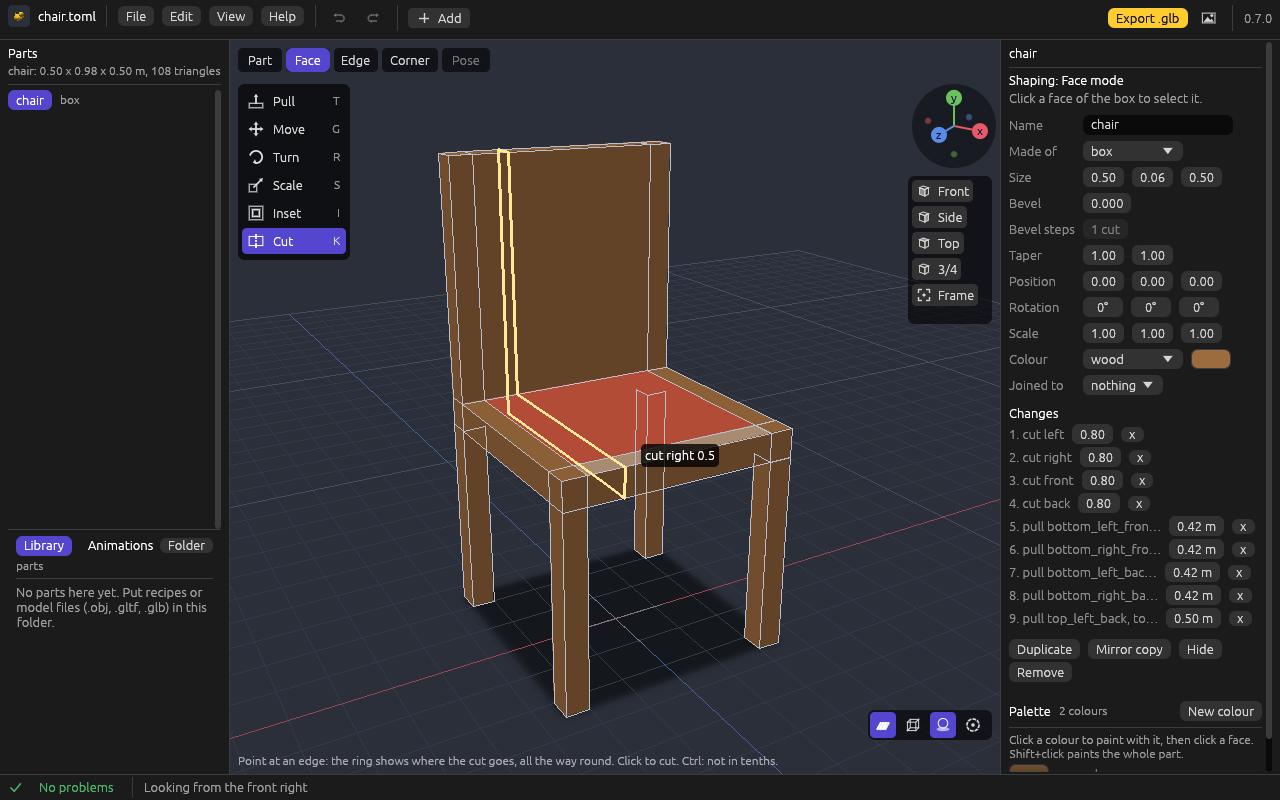 chair.toml
File
Edit
View
Help
Add
Export .glb
0.7.0
Parts
chair: 0.50 x 0.98 x 0.50 m, 108 triangles
chair box
Library
Animations
Folder
parts
No parts here yet. Put recipes or
model files (.obj, .gltf, .glb) in this
folder.
Part
Face
Edge
Corner
Pose
Pull T
Move G
Turn R
Scale S
Inset I
Cut K
y
x
z
Front
Side
Top
3/4
Frame
cut right 0.5
Point at an edge: the ring shows where the cut goes, all the way round. Click to cut. Ctrl: not in tenths.
chair
Shaping: Face mode
Click a face of the box to select it.
Name chair
Made of box
Size 0.50 0.06 0.50
Bevel 0.000
Bevel steps 1 cut
Taper 1.00 1.00
Position 0.00 0.00 0.00
Rotation 0° 0° 0°
Scale 1.00 1.00 1.00
Colour wood
Joined to nothing
Changes
1. cut left 0.80 x
2. cut right 0.80 x
3. cut front 0.80 x
4. cut back 0.80 x
5. pull bottom_left_fron... 0.42 m x
6. pull bottom_right_fro... 0.42 m x
7. pull bottom_left_bac... 0.42 m x
8. pull bottom_right_ba... 0.42 m x
9. pull top_left_back, to... 0.50 m x
Duplicate
Mirror copy
Hide
Remove
Palette 2 colours
New colour
Click a colour to paint with it, then click a face.
Shift+click paints the whole part.
No problems
Looking from the front right